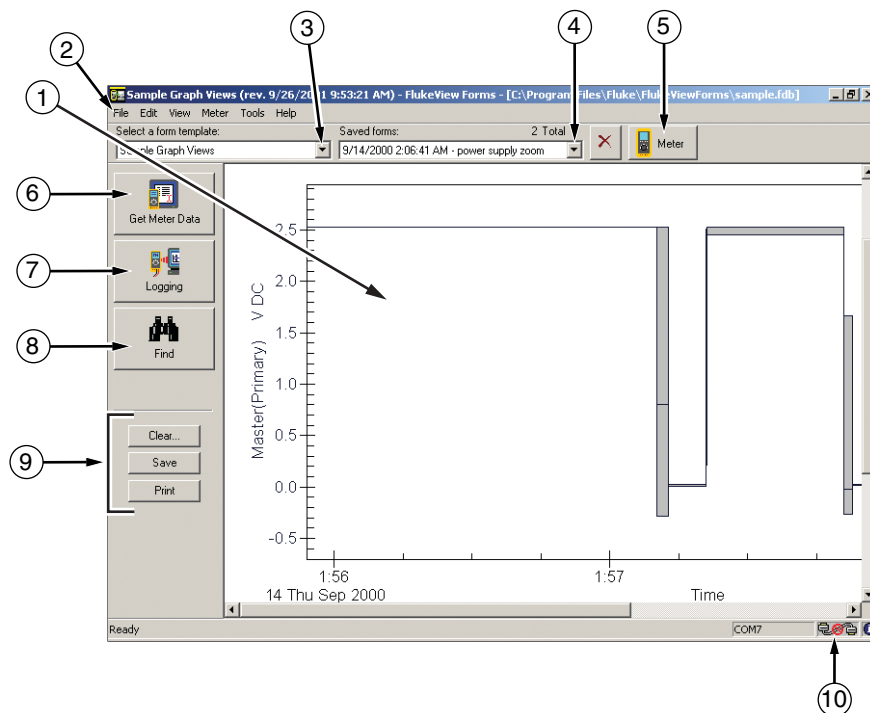 3
4
5
2
1
Sample Graph Views (rev. 9/26/2001 9:53:21 AM) - FlukeView Forms - [C:\Program Files\Fluke\FlukeViewForms\sample.fdb]
File Edit View Meter Tools Help
Select a form template:
Saved forms: 2 Total
Sample Graph Views
9/14/2000 2:06:41 AM - power supply zoom
Meter
6
Get Meter Data
7
Logging
8
Find
9
Clear...
Save
Print
Master(Primary) V DC
2.5
2.0
1.5
1.0
0.5
0.0
-0.5
1:56
1:57
14 Thu Sep 2000
Time
Ready
COM7
10